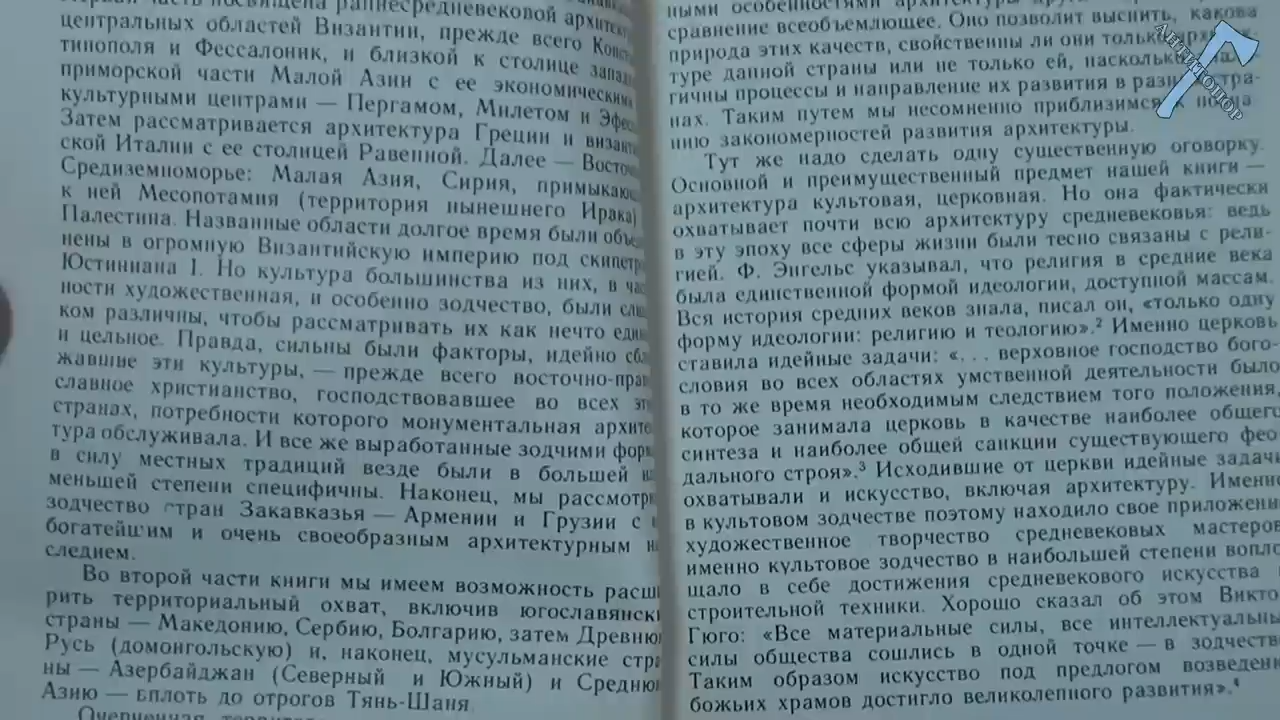 центральных областей Византии, прежде всего
тинополя и Фессалоник, и близкой к столице
приморской части Малой Азии с ее экономическими
культурными центрами — Пергамом, Милетом и
Затем рассматривается архитектура Греции и
ской Италии с ее столицей Равенной. Далее —
Средиземноморье: Малая Азия, Сирия,
к ней Месопотамия (территория нынешнего Ирака)
Палестина. Названные области долгое время были
нены в огромную Византийскую империю под
Юстиниана I. Но культура большинства из них, в
ности художественная, и особенно зодчество, были
ком различны, чтобы рассматривать их как нечто
и цельное. Правда, сильны были факторы, идейно
жавшие эти культуры, — прежде всего
славное христианство, господствовавшее во всех
странах, потребности которого монументальная
тура обслуживала. И все же выработанные зодчими
в силу местных традиций везде были в большей
меньшей степени специфичны. Наконец, мы
зодчество стран Закавказья — Армении и Грузии с
богатейшим и очень своеобразным архитектурным
следием.
Во второй части книги мы имеем возможность
рить территориальный охват, включив
страны — Македонию, Сербию, Болгарию, затем
Русь (домонгольскую) и, наконец, мусульманские
ны — Азербайджан (Северный и Южный) и
Азию — вплоть до отрогов Тянь-Шаня
ными особенностями архитектуры
сравнение всеобъемлющее. Оно позволит выяснить, какова
природа этих качеств, свойственны ли они только
туре данной страны или не только ей, насколько
гичны процессы и направление их развития в
нах. Таким путем мы несомненно приблизимся к
нию закономерностей развития архитектуры.
Тут же надо сделать одну существенную оговорку.
Основной и преимущественный предмет нашей книги —
архитектура культовая, церковная. Но она фактически
охватывает почти всю архитектуру средневековья: ведь
в эту эпоху все сферы жизни были тесно связаны с рели-
гией. Ф. Энгельс указывал, что религия в средние века
была единственной формой идеологии, доступной массам.
Вся история средних веков знала, писал он, «только одну
форму идеологии: религию и теологию».² Именно церковь
ставила идейные задачи: «. . . верховное господство бого-
словия во всех областях умственной деятельности было
в то же время необходимым следствием того положения,
которое занимала церковь в качестве наиболее общего
синтеза и наиболее общей санкции существующего фео-
дального строя».³ Исходившие от церкви идейные задачи
охватывали и искусство, включая архитектуру. Именно
в культовом зодчестве поэтому находило свое
художественное творчество средневековых мастеров
именно культовое зодчество в наибольшей степени
щало в себе достижения средневекового искусства
строительной техники. Хорошо сказал об этом
Гюго: «Все материальные силы, все
силы общества сошлись в одной точке — в
Таким образом искусство под предлогом
божьих храмов достигло великолепного развития».⁴
АНТИТОПОР